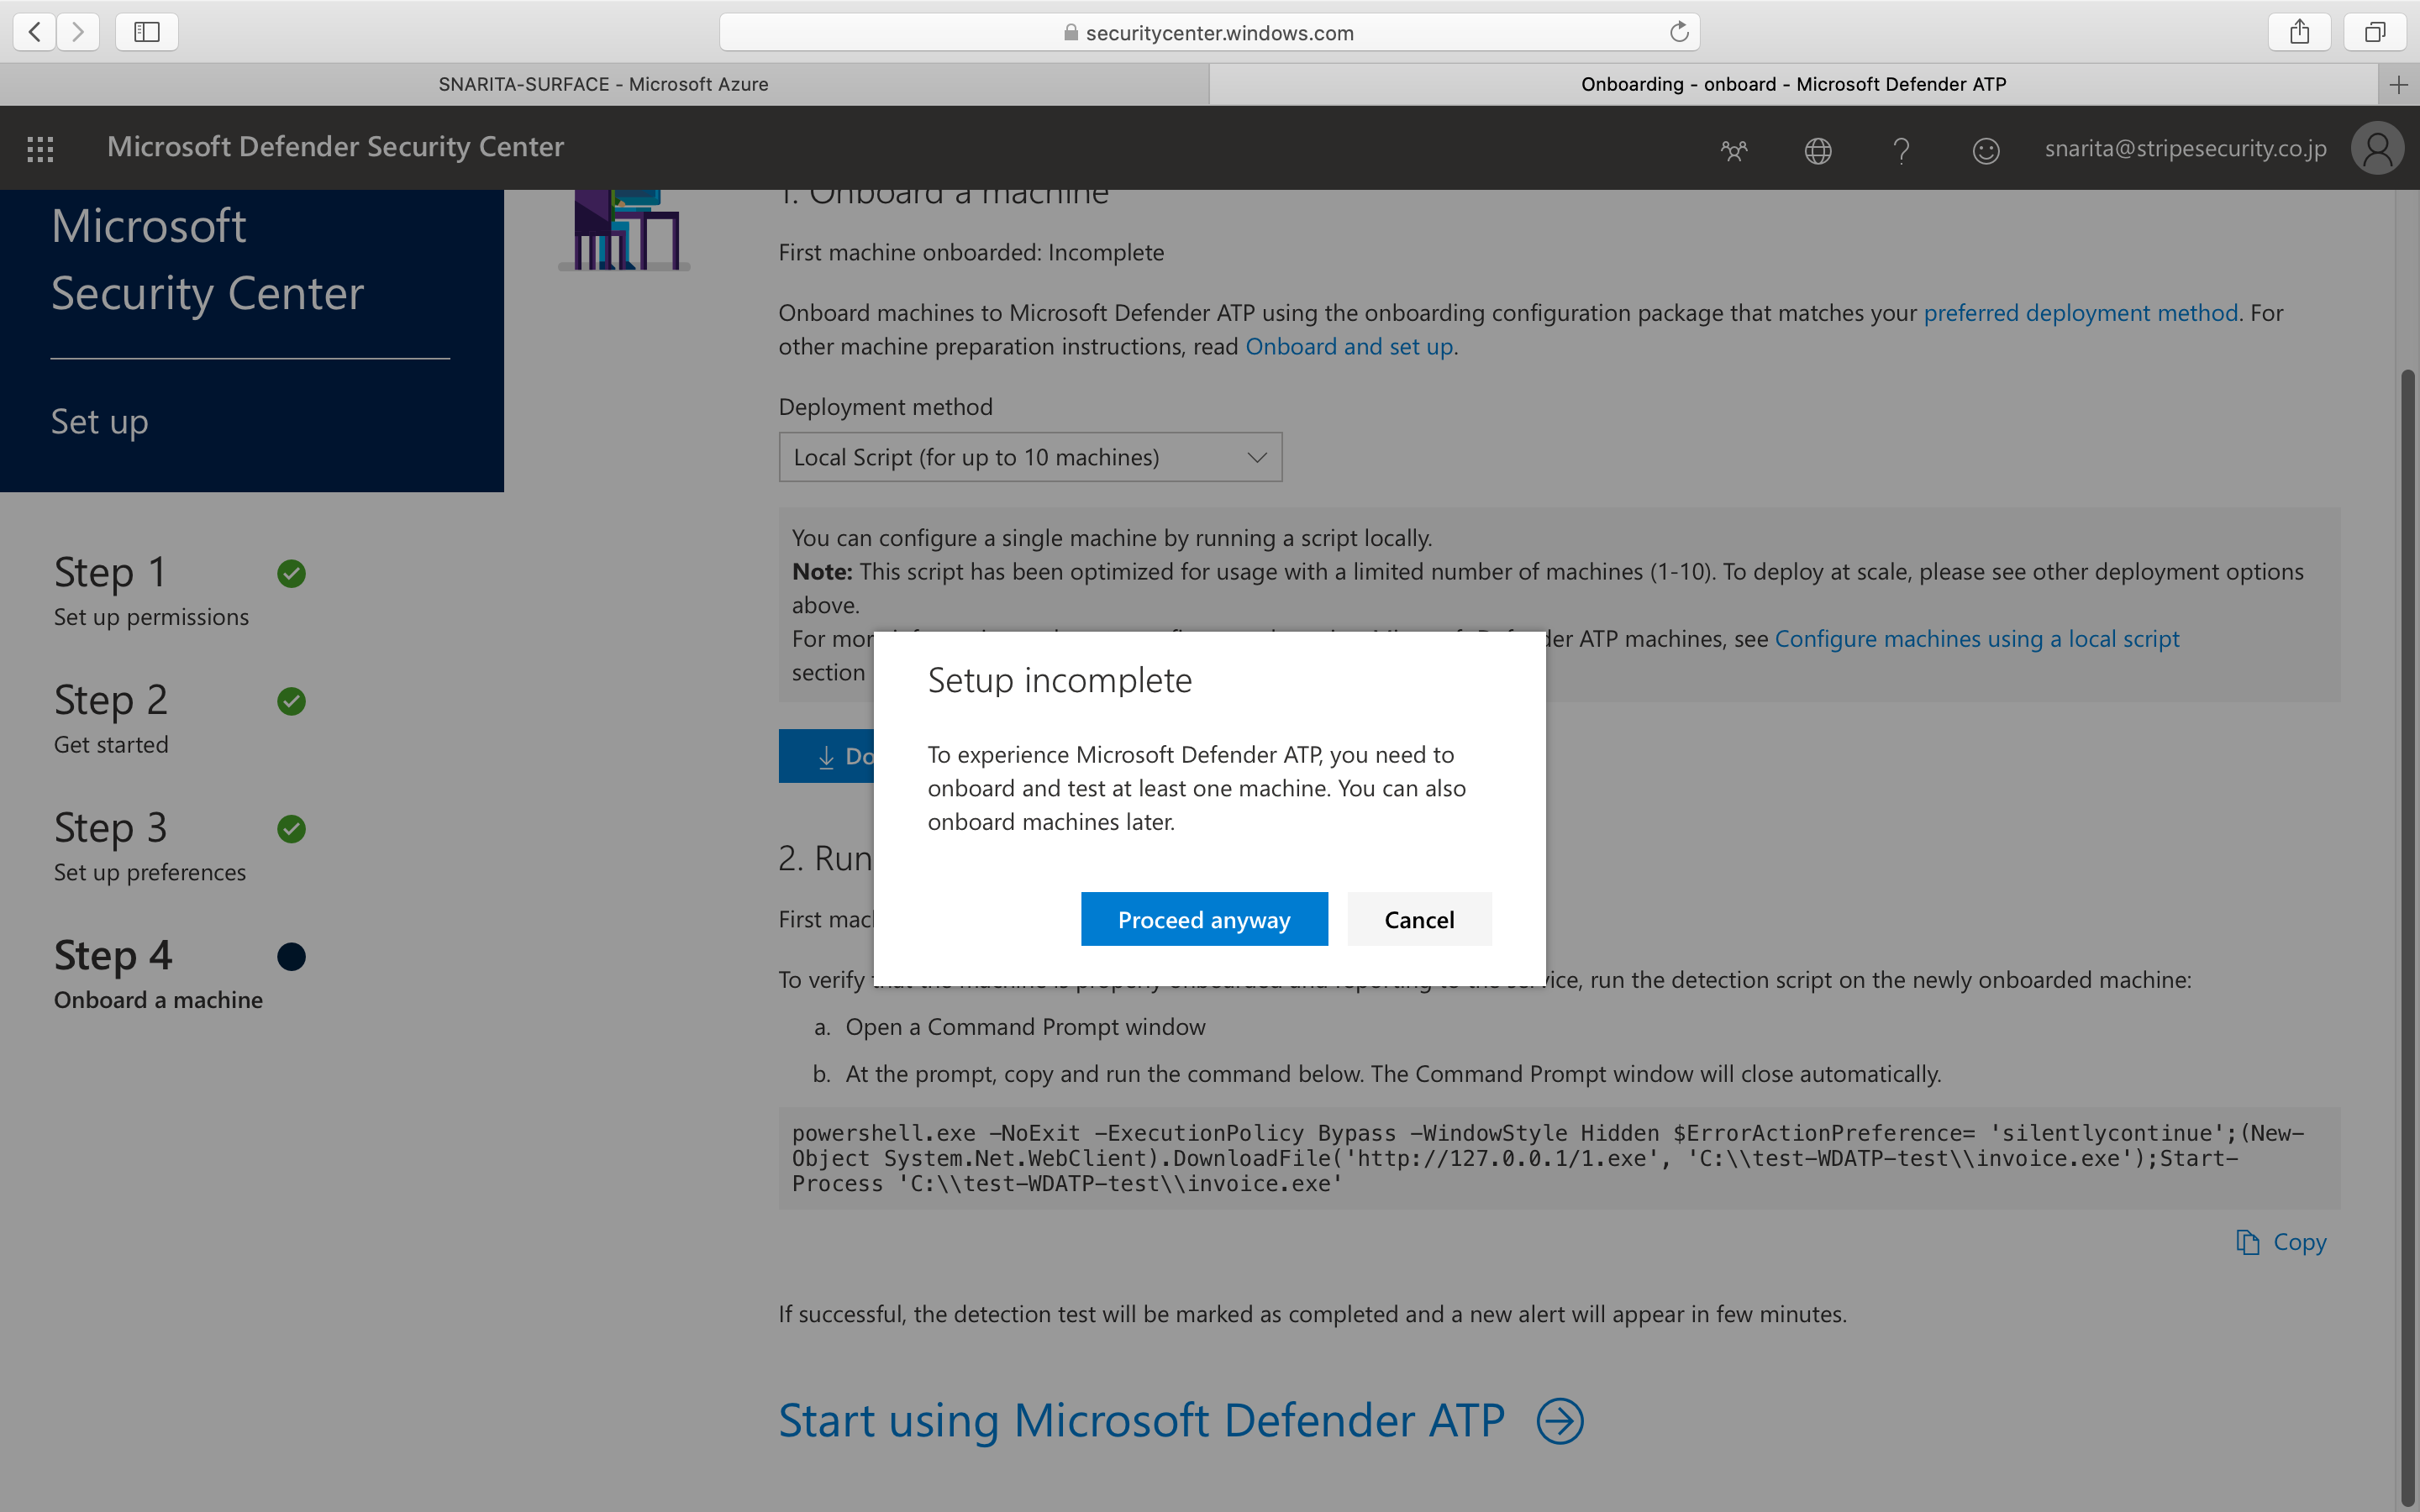 securitycenter.windows.com
SNARITA-SURFACE - Microsoft Azure
Onboarding - onboard - Microsoft Defender ATP
Microsoft Defender Security Center
snarita@stripesecurity.co.jp
Microsoft
Security Center
Set up
Step 1
Set up permissions
Step 2
Get started
Step 3
Set up preferences
Step 4
Onboard a machine
1. Onboard a machine
First machine onboarded: Incomplete
Onboard machines to Microsoft Defender ATP using the onboarding configuration package that matches your preferred deployment method. For
other machine preparation instructions, read Onboard and set up.
Deployment method
Local Script (for up to 10 machines)
You can configure a single machine by running a script locally.
Note: This script has been optimized for usage with a limited number of machines (1-10). To deploy at scale, please see other deployment options
above.
For ATP machines, see Configure machines using a local script
section
Setup incomplete
To experience Microsoft Defender ATP, you need to
onboard and test at least one machine. You can also
onboard machines later.
Proceed anyway
Cancel
2. Run
First
To verify run the detection script on the newly onboarded machine:
a. Open a Command Prompt window
b. At the prompt, copy and run the command below. The Command Prompt window will close automatically.
powershell.exe -NoExit -ExecutionPolicy Bypass -WindowStyle Hidden $ErrorActionPreference= 'silentlycontinue';(New-
Object System.Net.WebClient).DownloadFile('http://127.0.0.1/1.exe', 'C:\\test-WDATP-test\\invoice.exe');Start-
Process 'C:\\test-WDATP-test\\invoice.exe'
Copy
If successful, the detection test will be marked as completed and a new alert will appear in few minutes.
Start using Microsoft Defender ATP